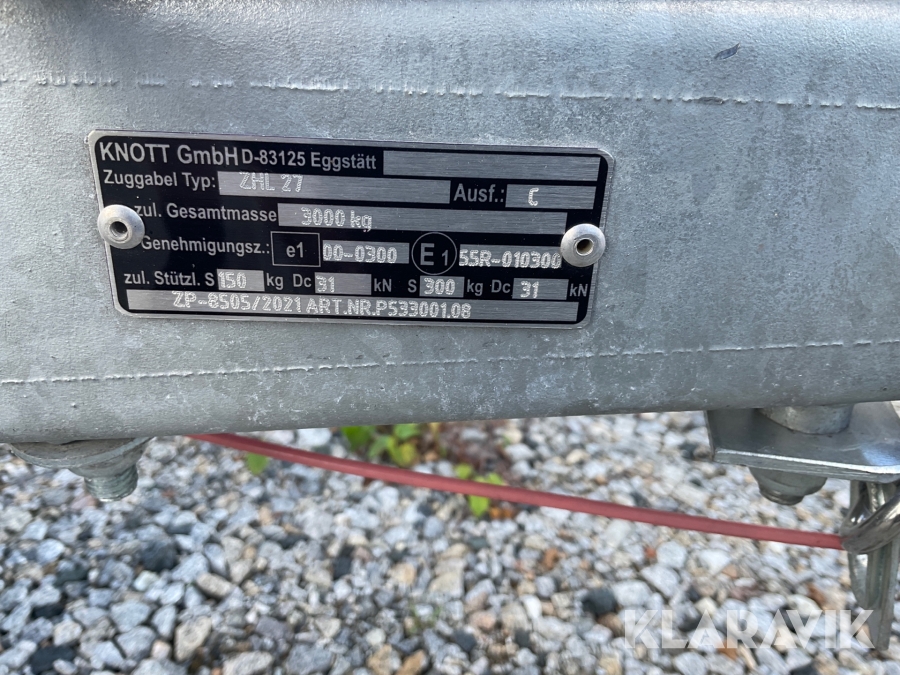 KNOTT GmbH D-83125 Eggstätt
Zuggabel Typ: ZHL 27 Ausf.: C
zul. Gesamtmasse 3000 kg
Genehmigungsz.: e1 00-0300 E1 55R-010300
zul. Stützl. S 150 kg Dc 31 kN S 300 kg Dc 31 kN
ZP-8505/2021 ART.NR.P533001.08
KLARAVIK